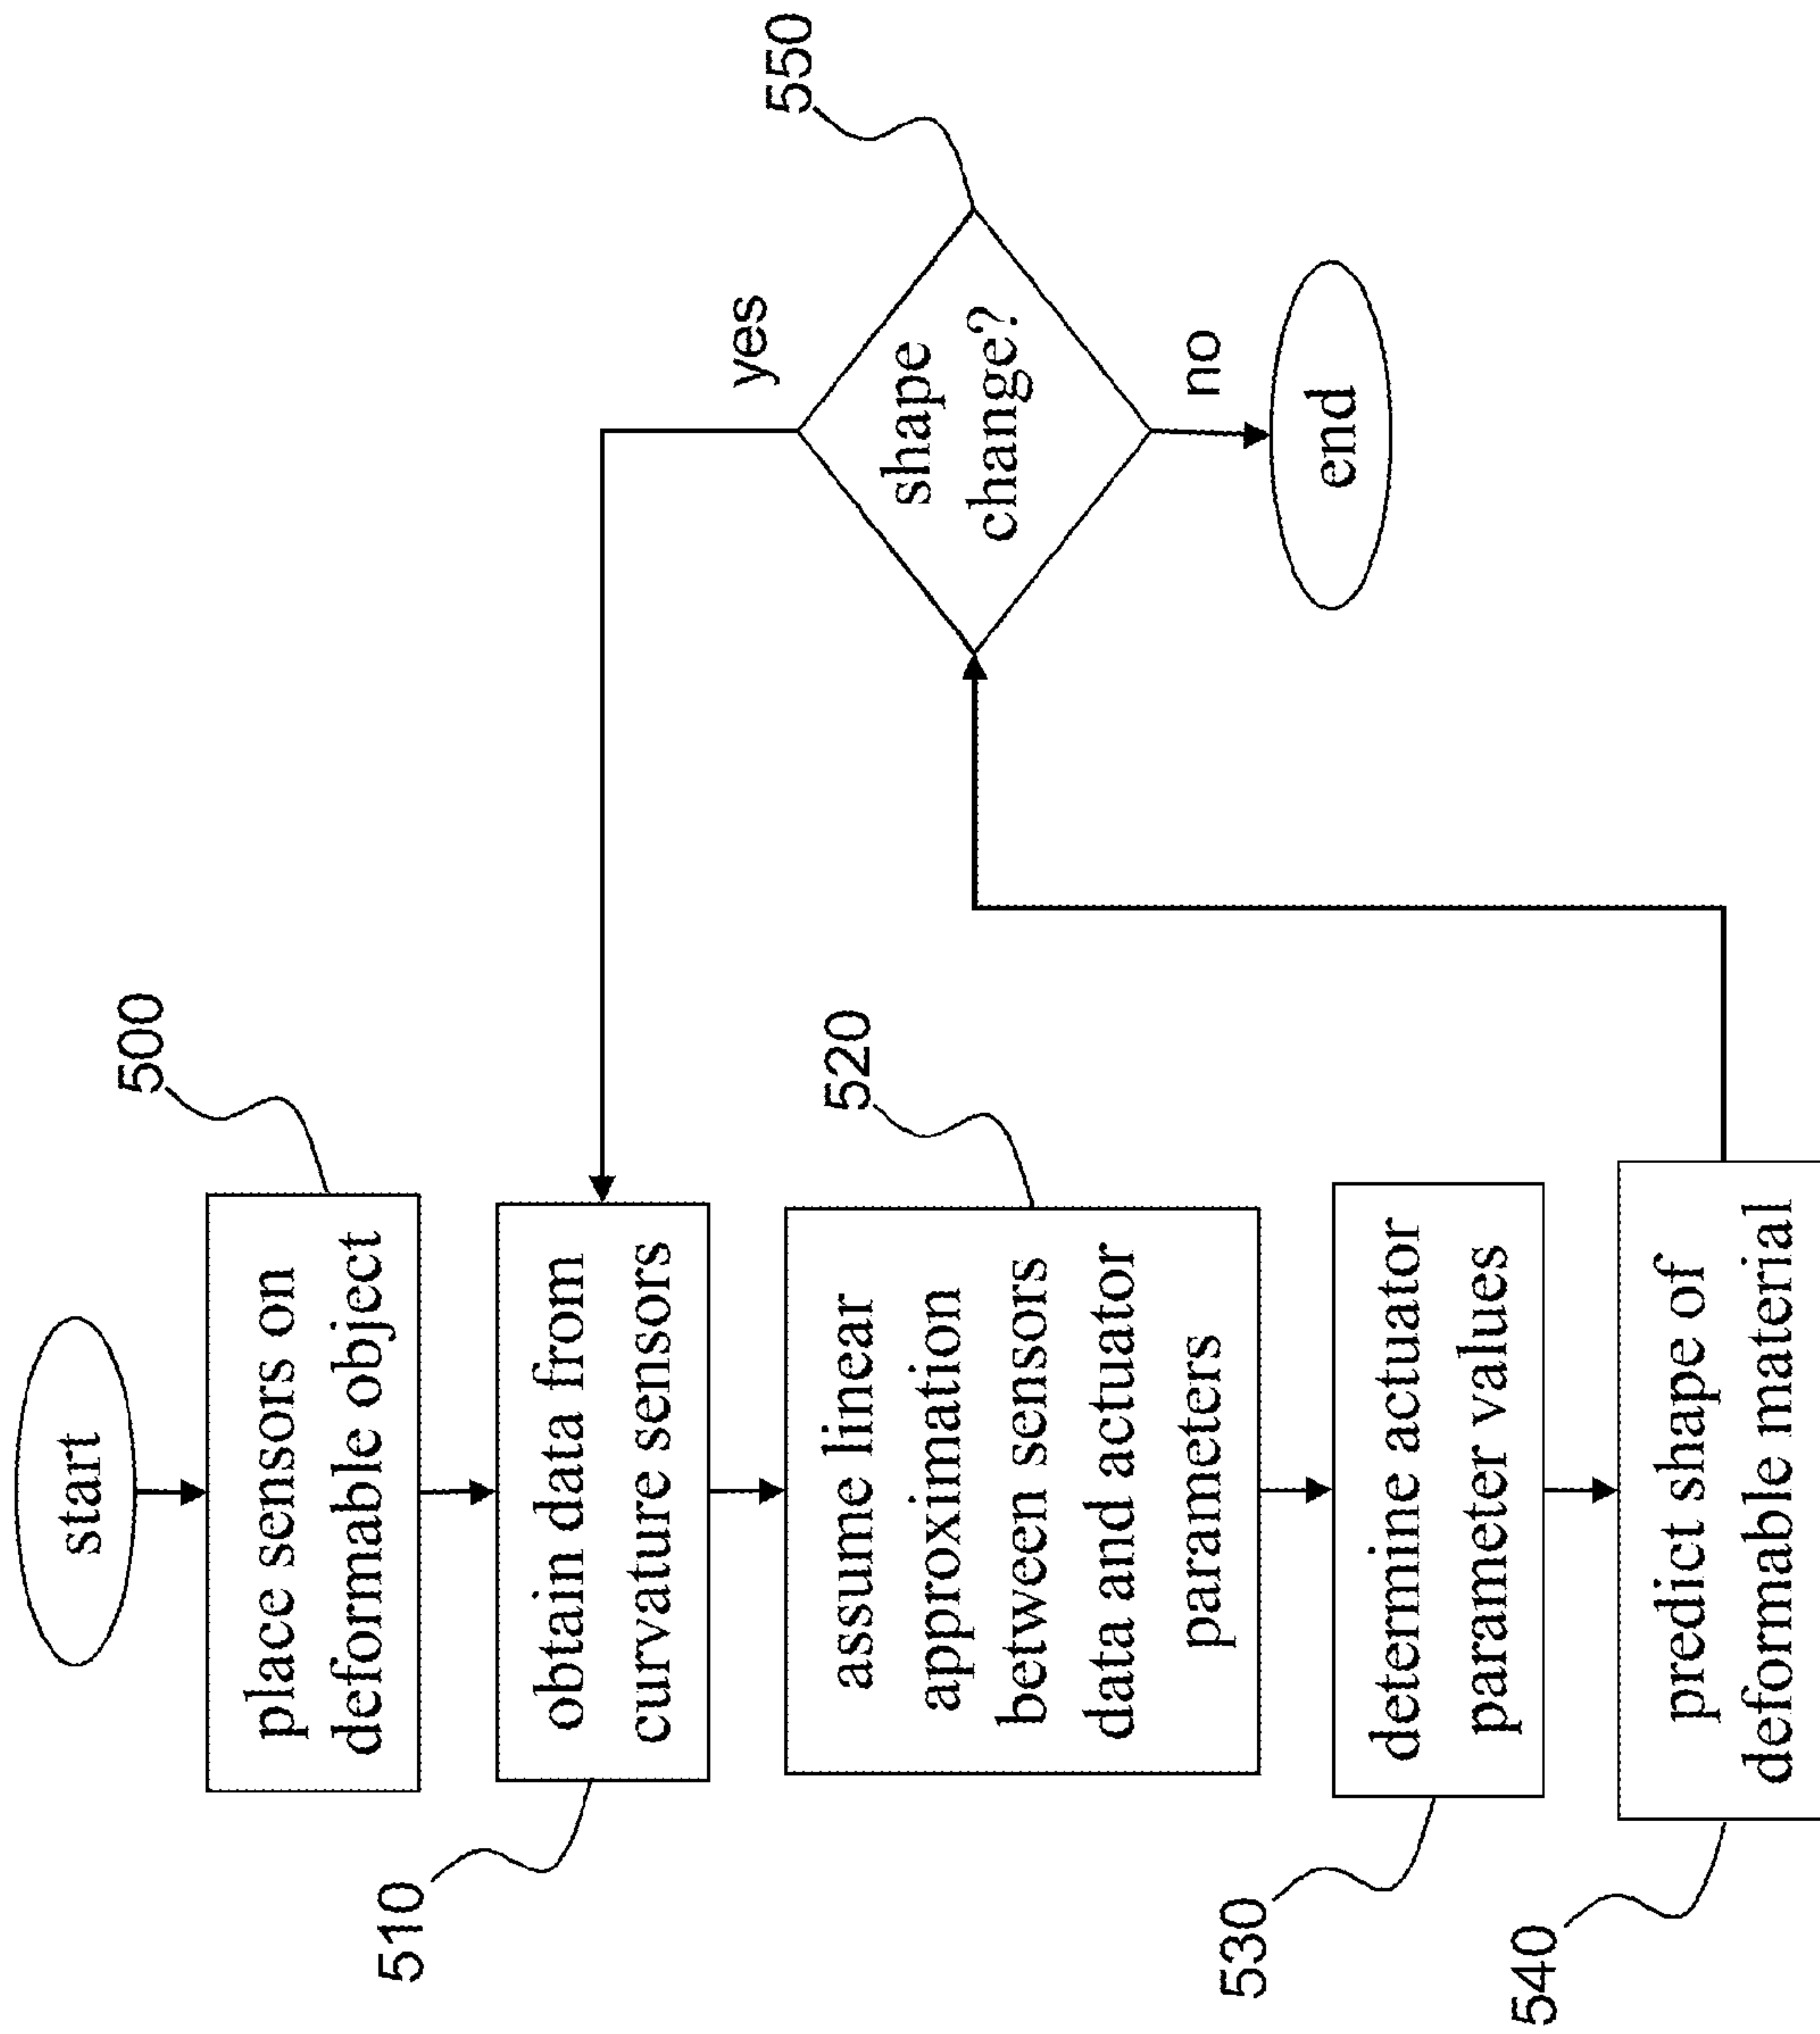 start
500
place sensors on
deformable object
510
obtain data from
curvature sensors
520
assume linear
approximation
between sensors
data and actuator
parameters
530
determine actuator
parameter values
540
predict shape of
deformable material
550
shape
change?
yes
no
end